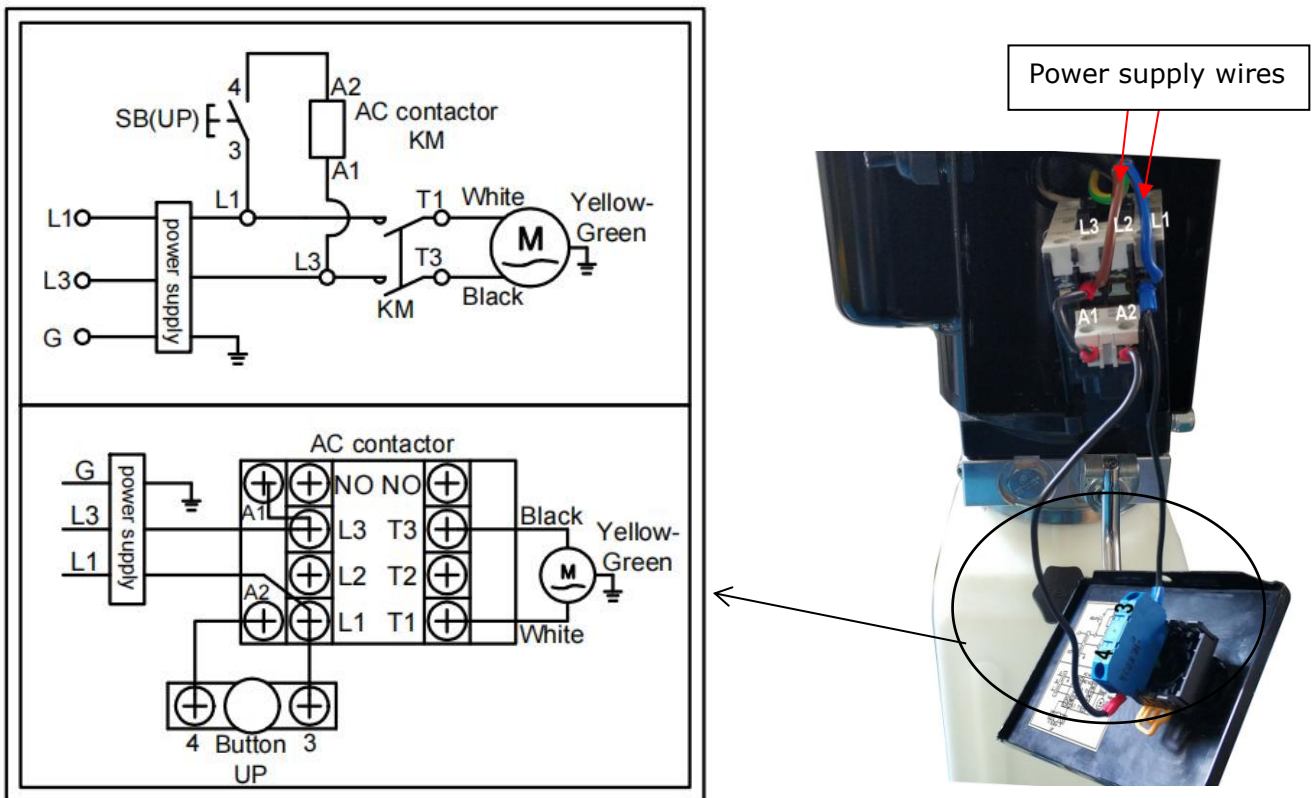 4
A2
SB(UP)
AC contactor
KM
3
A1
L1
T1
White
Yellow-
Green
L1
power supply
M
L3
T3
L3
KM
Black
G
AC contactor
G
power supply
NO NO
A1
L3
L3 T3
Black
Yellow-
Green
L1
L2 T2
M
A2
L1 T1
White
4 Button 3
UP
Power supply wires
L3 L2 L1
A1 A2
3
4